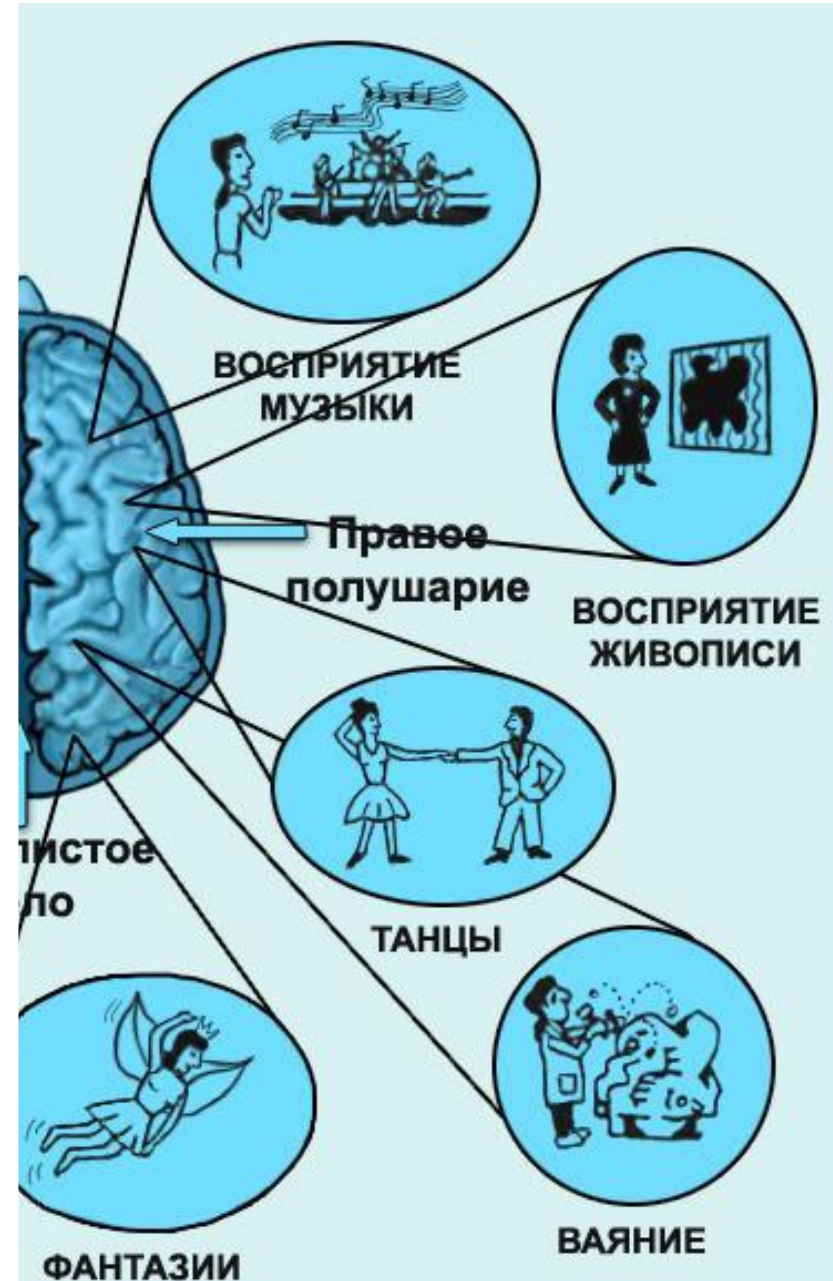 ВОСПРИЯТИЕ
МУЗЫКИ
Правое
полушарие
ВОСПРИЯТИЕ
ЖИВОПИСИ
ТАНЦЫ
ФАНТАЗИИ
ВАЯНИЕ